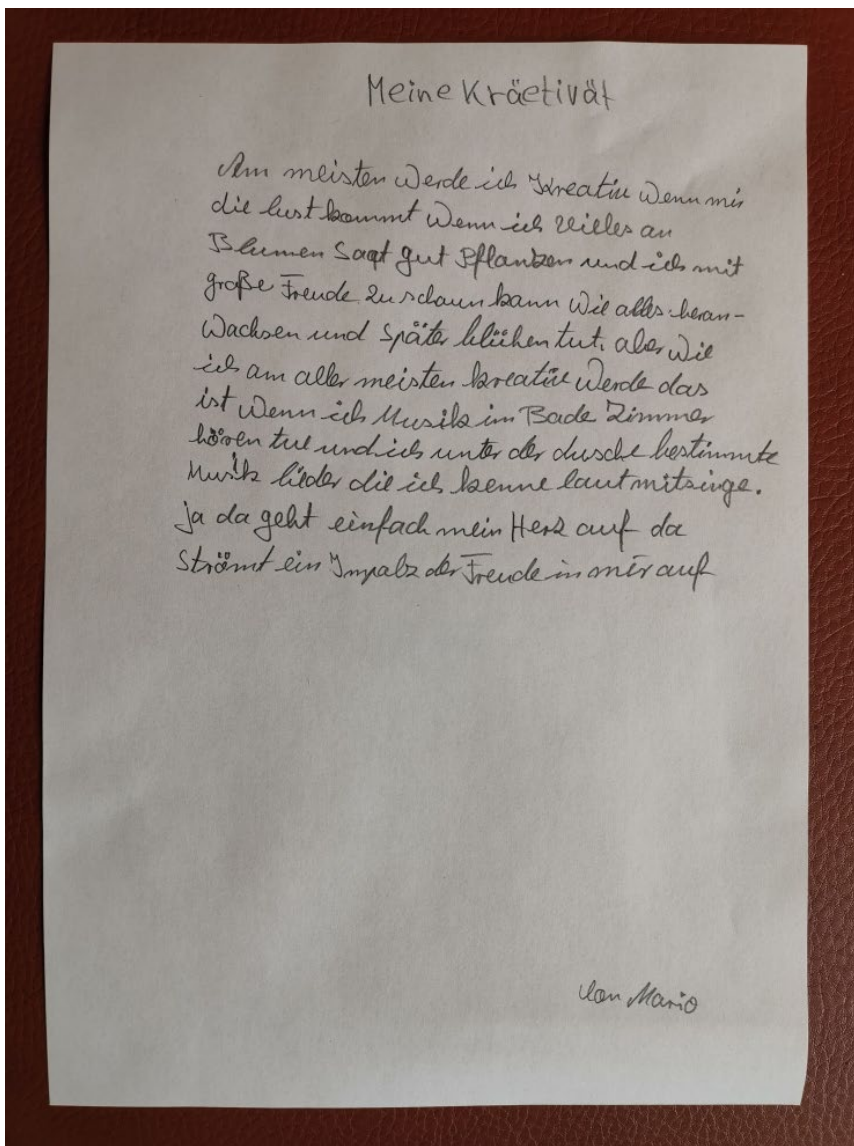 Meine Kräetivät
Am meisten Werde ich Kreativ Wenn mir
die lust kommt Wenn ich Vieles an
Blumen Sagt gut Pflanzen und ich mit
große Freude Zu schaun kann Wie alles heran-
Wachsen und Später blühen tut, aber Wie
ich am aller meisten kreativ Werde das
ist Wenn ich Musik im Bade Zimmer
hören tue und ich unter der dusche bestimmte
Musik lieder die ich kenne laut mitsinge.
ja da geht einfach mein Herz auf da
Strömt ein Impulz der Freude in mir auf
Von Mario